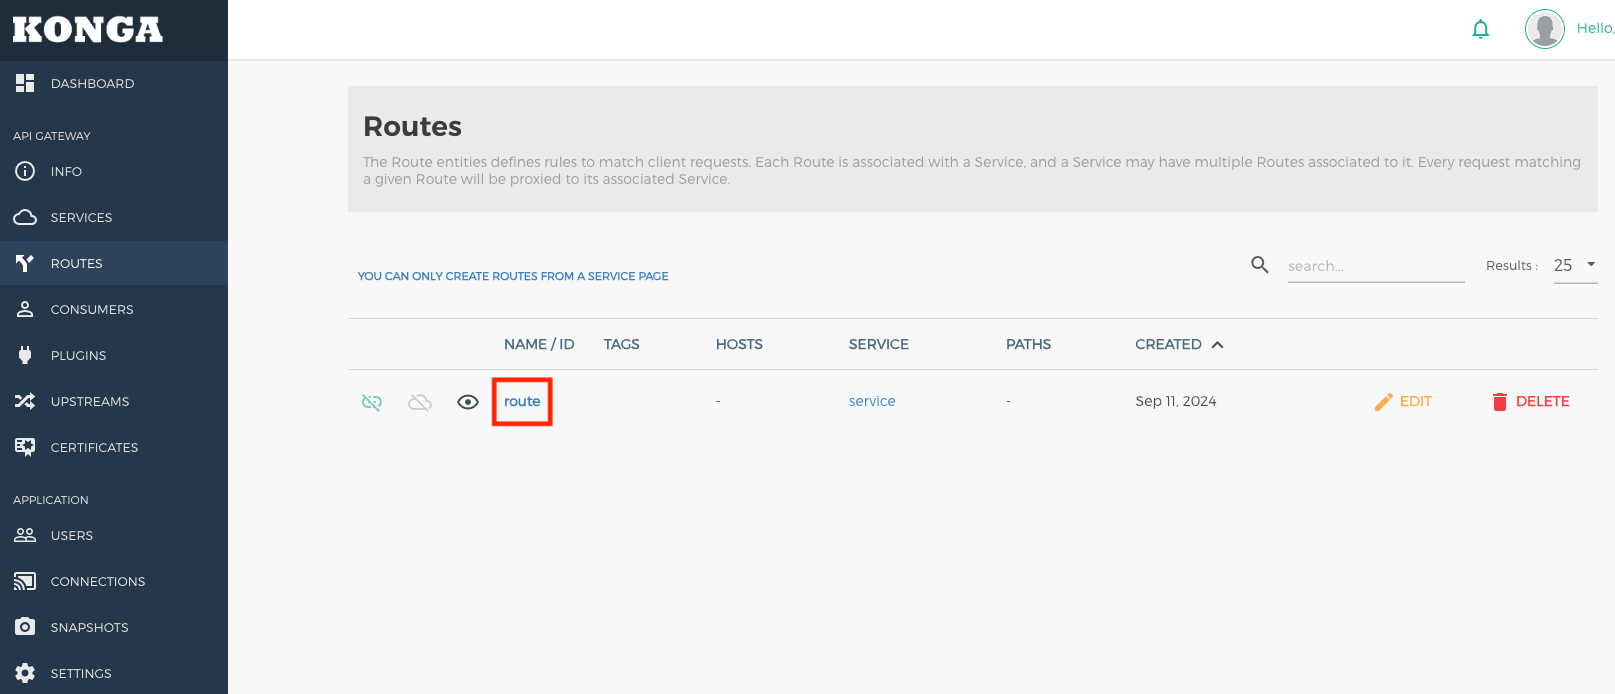 KONGA
Hello,
DASHBOARD
API GATEWAY
INFO
SERVICES
ROUTES
CONSUMERS
PLUGINS
UPSTREAMS
CERTIFICATES
APPLICATION
USERS
CONNECTIONS
SNAPSHOTS
SETTINGS
Routes
The Route entities defines rules to match client requests. Each Route is associated with a Service, and a Service may have multiple Routes associated to it. Every request matching
a given Route will be proxied to its associated Service.
YOU CAN ONLY CREATE ROUTES FROM A SERVICE PAGE
search...
Results :
25
NAME / ID TAGS HOSTS SERVICE PATHS CREATED
route - service - Sep 11, 2024 EDIT DELETE